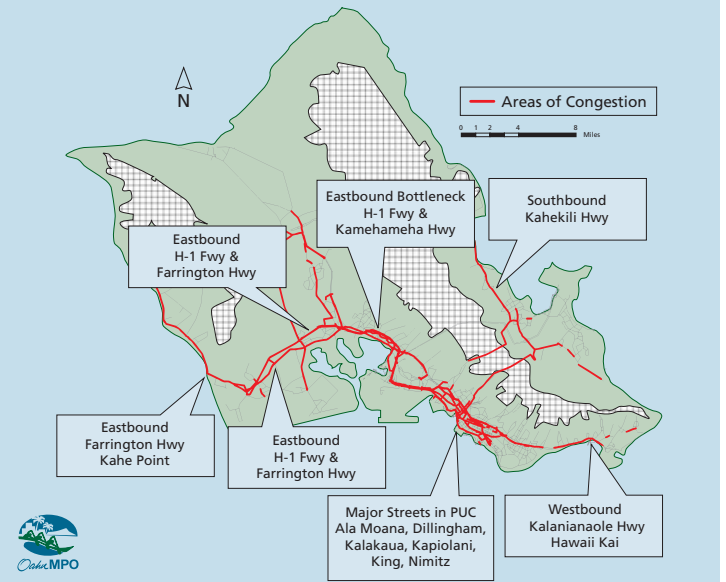 N
Areas of Congestion
0 1 2 4 8 Miles
Eastbound Bottleneck
H-1 Fwy &
Kamehameha Hwy
Southbound
Kahekili Hwy
Eastbound
H-1 Fwy &
Farrington Hwy
Eastbound
Farrington Hwy
Kahe Point
Eastbound
H-1 Fwy &
Farrington Hwy
Major Streets in PUC
Ala Moana, Dillingham,
Kalakaua, Kapiolani,
King, Nimitz
Westbound
Kalanianaole Hwy
Hawaii Kai
Oahu MPO